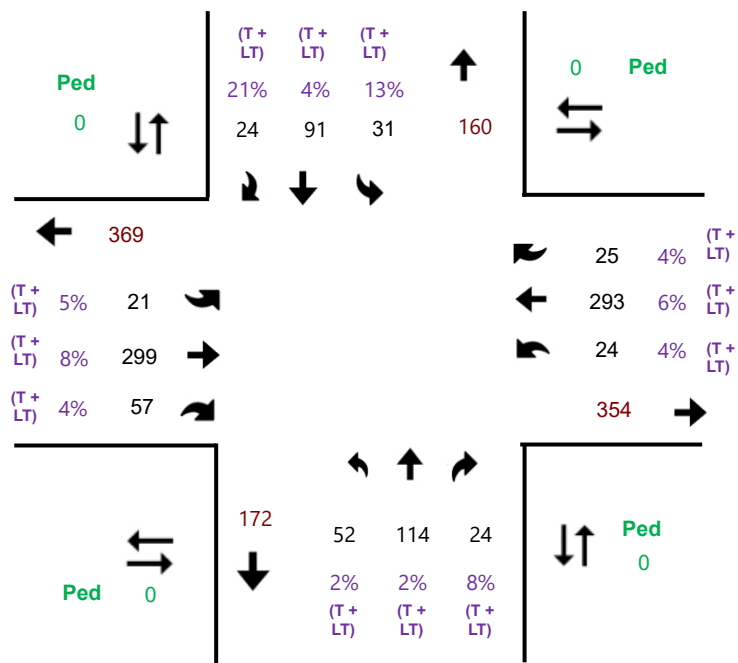 (T + LT) (T + LT) (T + LT)
21% 4% 13%
24 91 31 160
Ped
0
0 Ped
369
(T + LT) 5% 21
(T + LT) 8% 299
(T + LT) 4% 57
25 4% (T + LT)
293 6% (T + LT)
24 4% (T + LT)
354
172
52 114 24
2% 2% 8%
(T + LT) (T + LT) (T + LT)
Ped 0
Ped
0